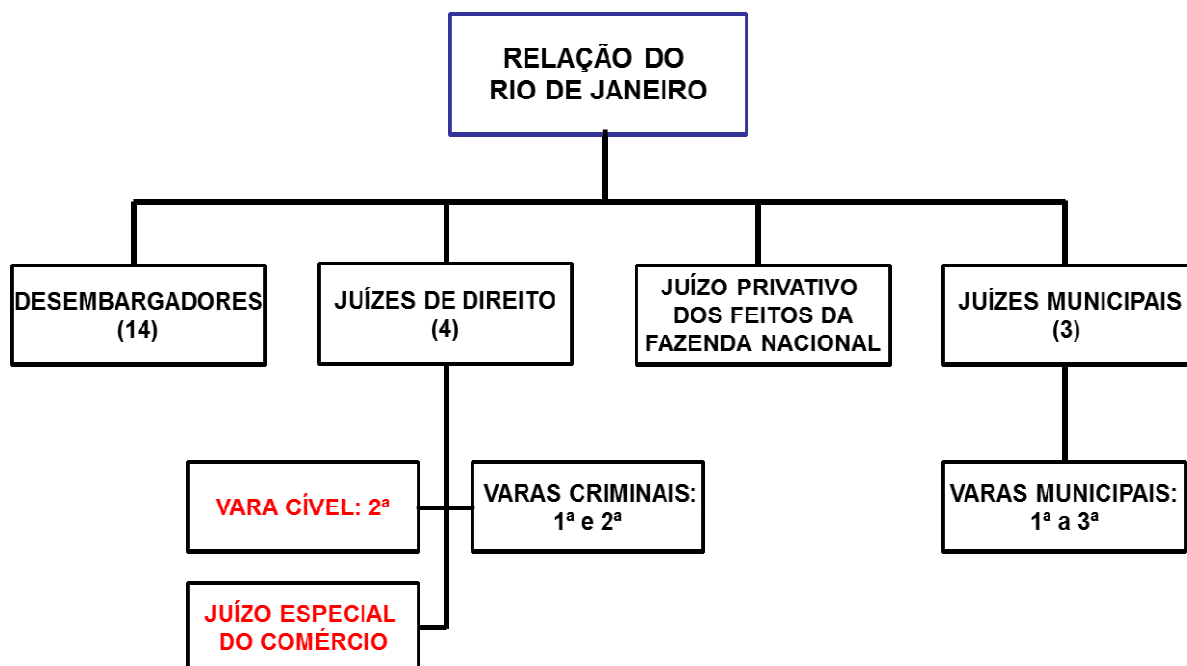 RELAÇÃO DO
RIO DE JANEIRO
DESEMBARGADORES
(14)
JUÍZES DE DIREITO
(4)
JUÍZO PRIVATIVO
DOS FEITOS DA
FAZENDA NACIONAL
JUÍZES MUNICIPAIS
(3)
VARA CÍVEL: 2ª
VARAS CRIMINAIS:
1ª e 2ª
VARAS MUNICIPAIS:
1ª a 3ª
JUÍZO ESPECIAL
DO COMÉRCIO